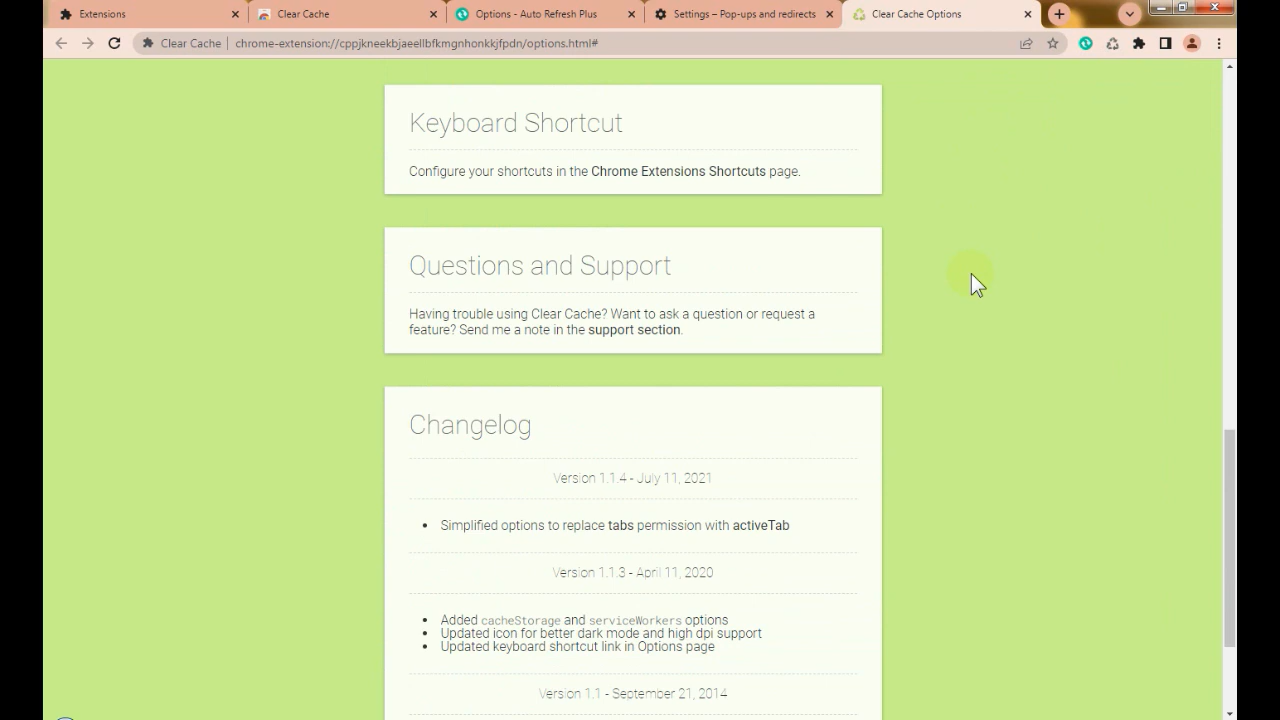 Extensions
Clear Cache
Options - Auto Refresh Plus
Settings – Pop-ups and redirects
Clear Cache Options
Clear Cache
chrome-extension://cppjkneekbjaeellbfkmgnhonkkjfpdn/options.html#
Keyboard Shortcut
Configure your shortcuts in the Chrome Extensions Shortcuts page.
Questions and Support
Having trouble using Clear Cache? Want to ask a question or request a
feature? Send me a note in the support section.
Changelog
Version 1.1.4 - July 11, 2021
• Simplified options to replace tabs permission with activeTab
Version 1.1.3 - April 11, 2020
• Added cacheStorage and serviceWorkers options
• Updated icon for better dark mode and high dpi support
• Updated keyboard shortcut link in Options page
Version 1.1 - September 21, 2014